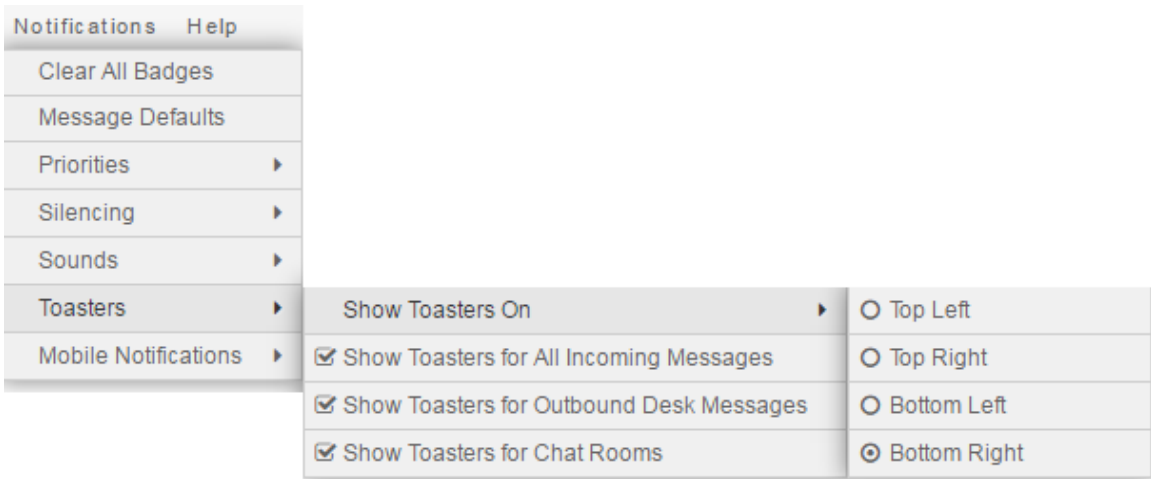 Notifications Help
Clear All Badges
Message Defaults
Priorities
Silencing
Sounds
Toasters
Mobile Notifications
Show Toasters On
Show Toasters for All Incoming Messages
Show Toasters for Outbound Desk Messages
Show Toasters for Chat Rooms
Top Left
Top Right
Bottom Left
Bottom Right